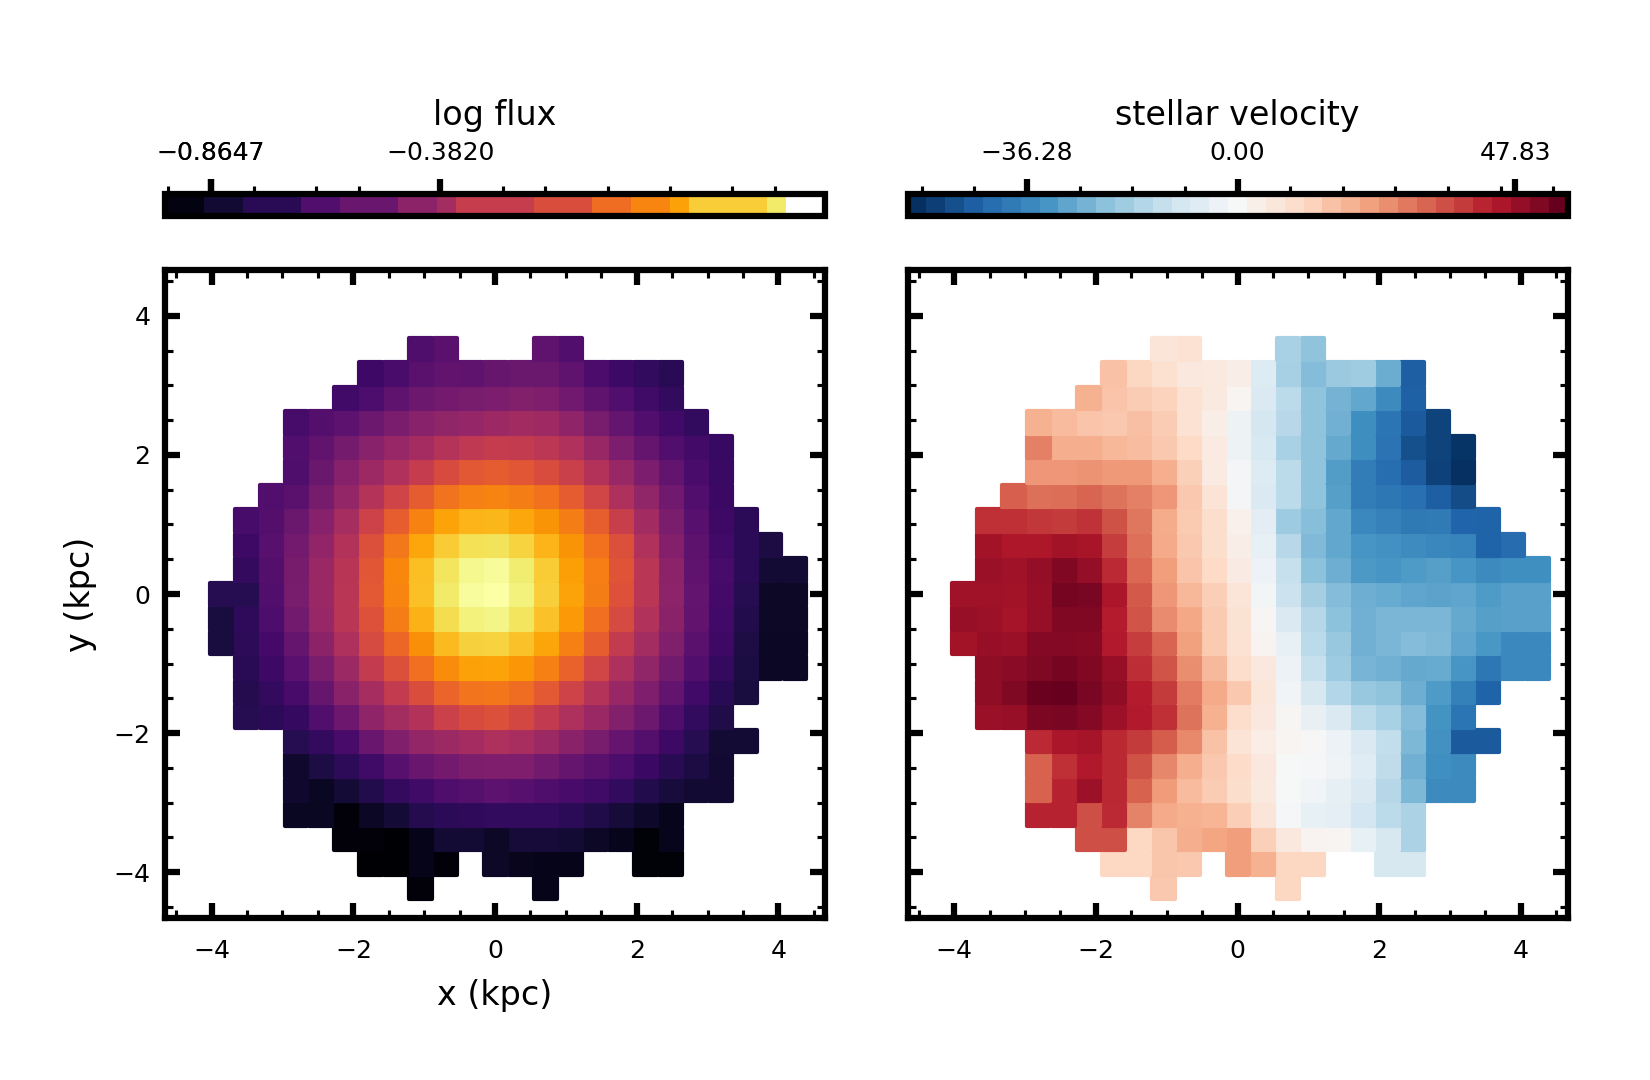 log flux
−0.8647 −0.3820
4
2
0
−2
−4
y (kpc)
−4 −2 0 2 4
x (kpc)
stellar velocity
−36.28 0.00 47.83
−4 −2 0 2 4